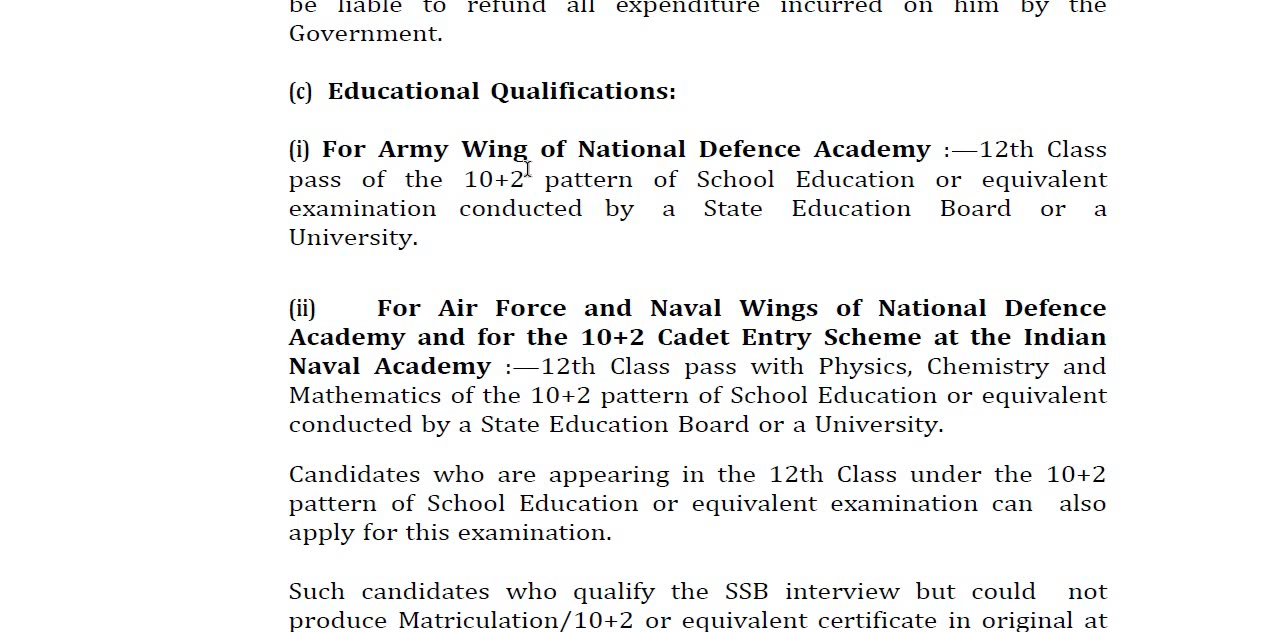 be liable to refund all expenditure incurred on him by the
Government.
(c) Educational Qualifications:
(i) For Army Wing of National Defence Academy :—12th Class
pass of the 10+2 pattern of School Education or equivalent
examination conducted by a State Education Board or a
University.
(ii) For Air Force and Naval Wings of National Defence
Academy and for the 10+2 Cadet Entry Scheme at the Indian
Naval Academy :—12th Class pass with Physics, Chemistry and
Mathematics of the 10+2 pattern of School Education or equivalent
conducted by a State Education Board or a University.
Candidates who are appearing in the 12th Class under the 10+2
pattern of School Education or equivalent examination can also
apply for this examination.
Such candidates who qualify the SSB interview but could not
produce Matriculation/10+2 or equivalent certificate in original at